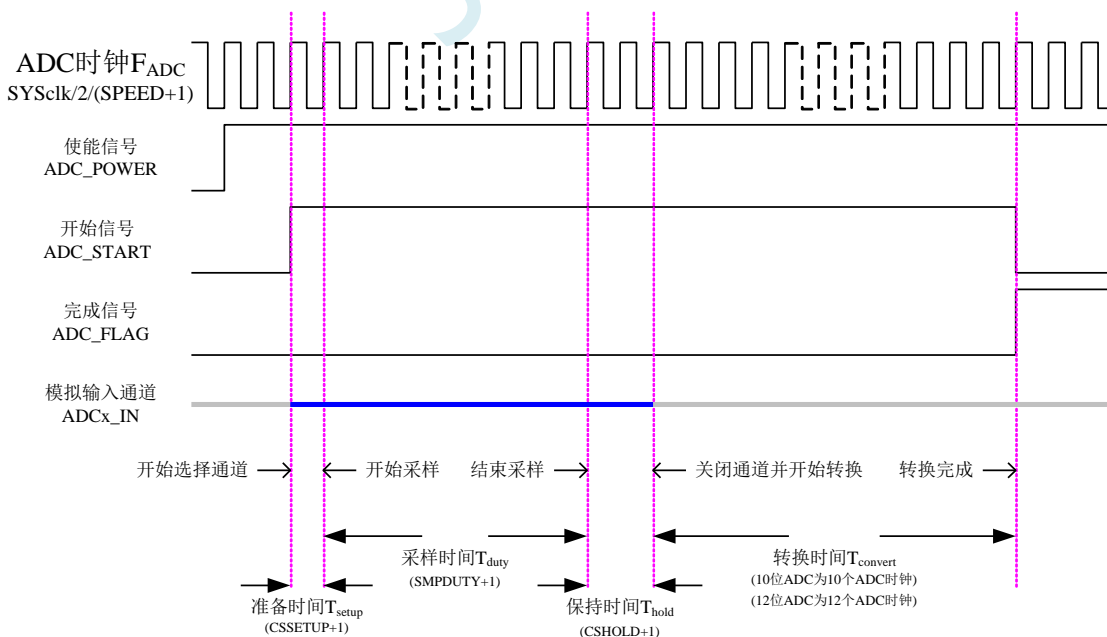 ADC时钟FADC
SYSclk/2/(SPEED+1)
使能信号
ADC_POWER
开始信号
ADC_START
完成信号
ADC_FLAG
模拟输入通道
ADCx_IN
开始选择通道 开始采样 结束采样 关闭通道并开始转换 转换完成
采样时间Tduty
(SMPDUTY+1)
转换时间Tconvert
(10位ADC为10个ADC时钟)
(12位ADC为12个ADC时钟)
准备时间Tsetup
(CSSETUP+1)
保持时间Thold
(CSHOLD+1)